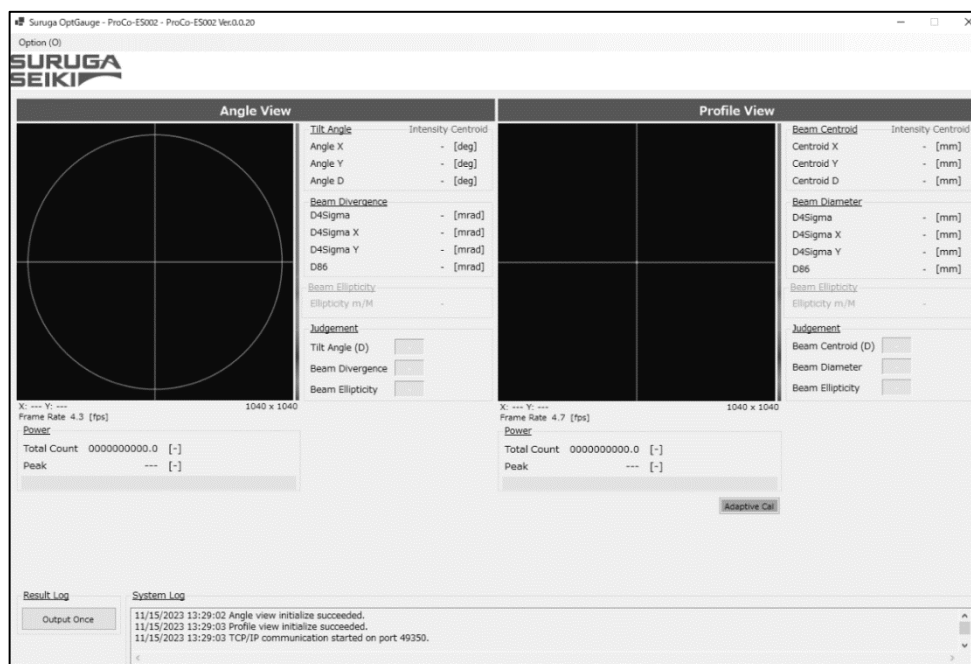 Suruga OptGauge - ProCo-E5002 - ProCo-E5002 Ver.0.0.20
Option (O)
SURUGA
SEIKI
Angle View
Tilt Angle Intensity Centroid
Angle X - [deg]
Angle Y - [deg]
Angle D - [deg]
Beam Divergence
D4Sigma - [mrad]
D4Sigma X - [mrad]
D4Sigma Y - [mrad]
D86 - [mrad]
Beam Ellipticity
Ellipticity m/M -
Judgement
Tilt Angle (D) -
Beam Divergence -
Beam Ellipticity -
X: --- Y: --- 1040 x 1040
Frame Rate 4.3 [fps]
Power
Total Count 0000000000.0 [-]
Peak --- [-]
Profile View
Beam Centroid Intensity Centroid
Centroid X - [mm]
Centroid Y - [mm]
Centroid D - [mm]
Beam Diameter
D4Sigma - [mm]
D4Sigma X - [mm]
D4Sigma Y - [mm]
D86 - [mm]
Beam Ellipticity
Ellipticity m/M -
Judgement
Beam Centroid (D) -
Beam Diameter -
Beam Ellipticity -
X: --- Y: --- 1040 x 1040
Frame Rate 4.7 [fps]
Power
Total Count 0000000000.0 [-]
Peak --- [-]
Adaptive Cal
Result Log
Output Once
System Log
11/15/2023 13:29:02 Angle view initialize succeeded.
11/15/2023 13:29:03 Profile view initialize succeeded.
11/15/2023 13:29:03 TCP/IP communication started on port 49350.